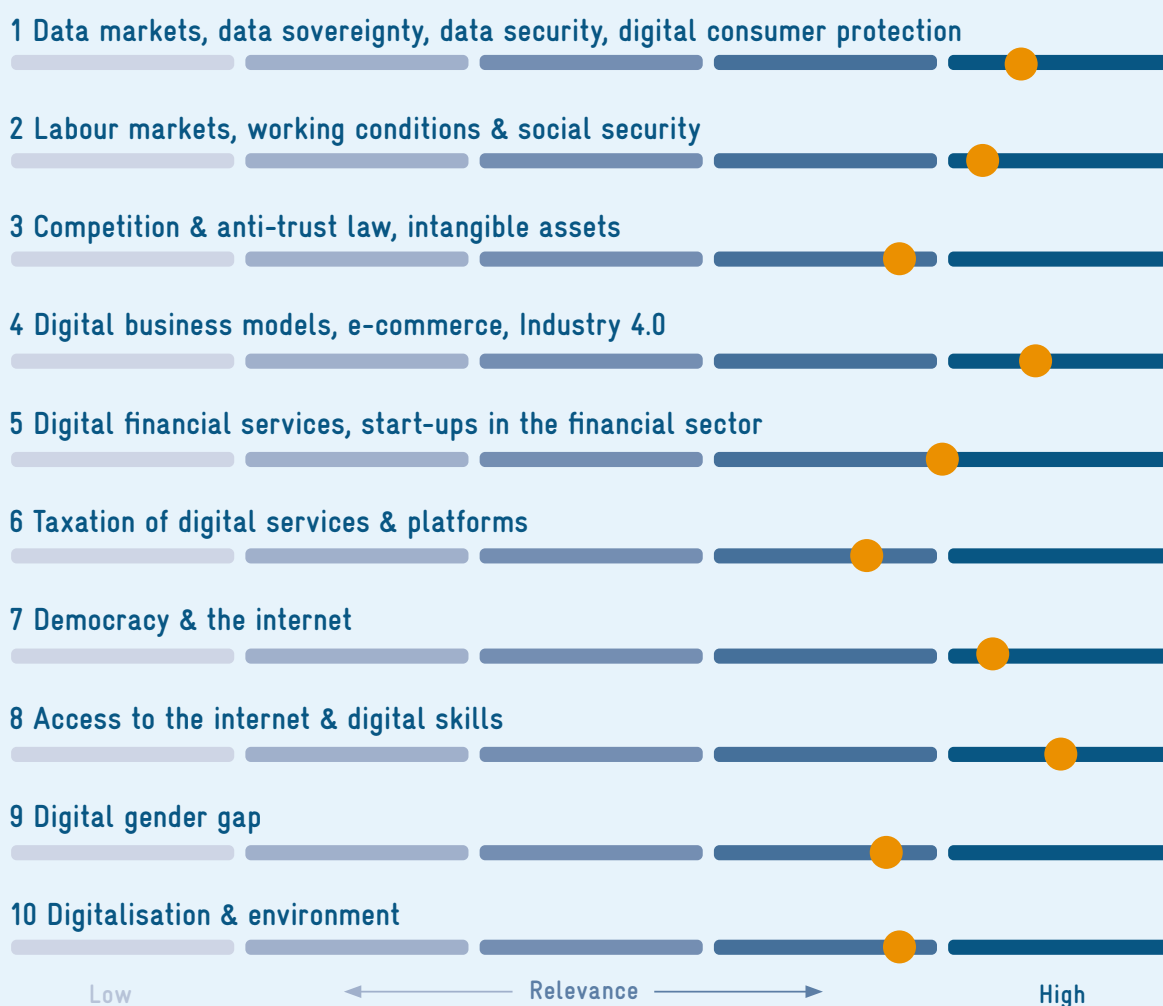 1 Data markets, data sovereignty, data security, digital consumer protection
2 Labour markets, working conditions & social security
3 Competition & anti-trust law, intangible assets
4 Digital business models, e-commerce, Industry 4.0
5 Digital financial services, start-ups in the financial sector
6 Taxation of digital services & platforms
7 Democracy & the internet
8 Access to the internet & digital skills
9 Digital gender gap
10 Digitalisation & environment
Low Relevance High